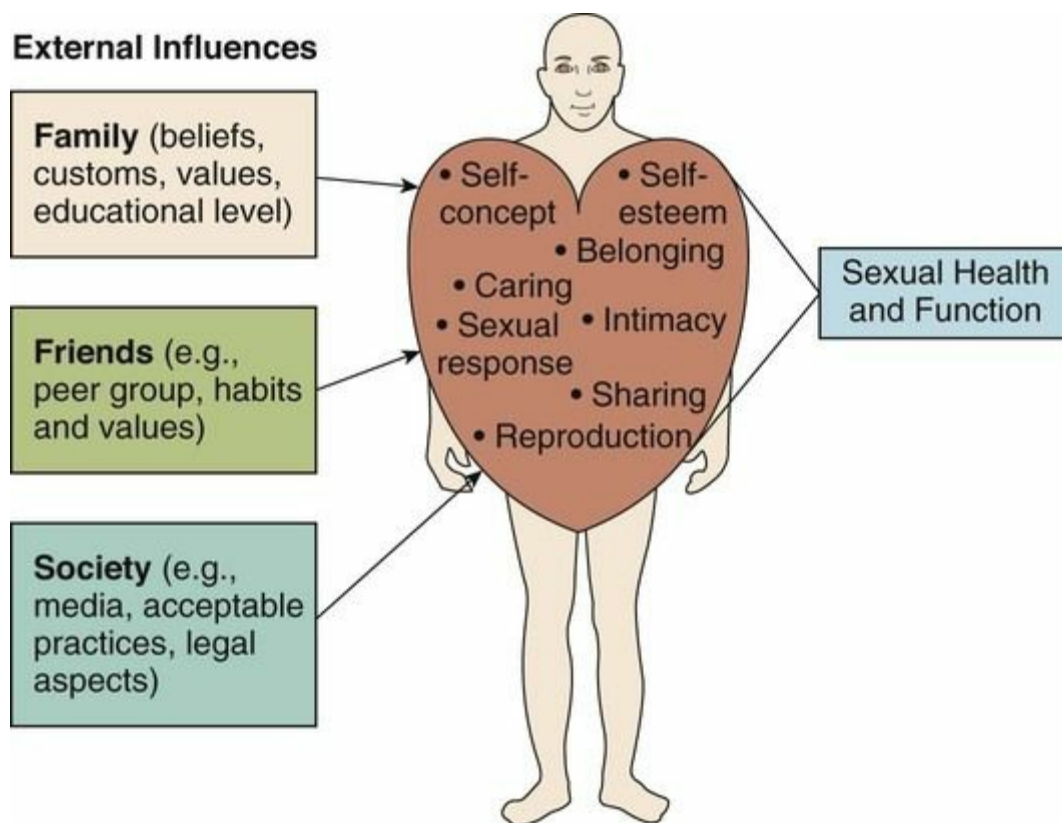 External Influences
Family (beliefs,
customs, values,
educational level)
Friends (e.g.,
peer group, habits
and values)
Society (e.g.,
media, acceptable
practices, legal
aspects)
• Self-
concept
• Self-
esteem
• Belonging
• Caring
• Sexual
response
• Intimacy
• Sharing
• Reproduction
Sexual Health
and Function